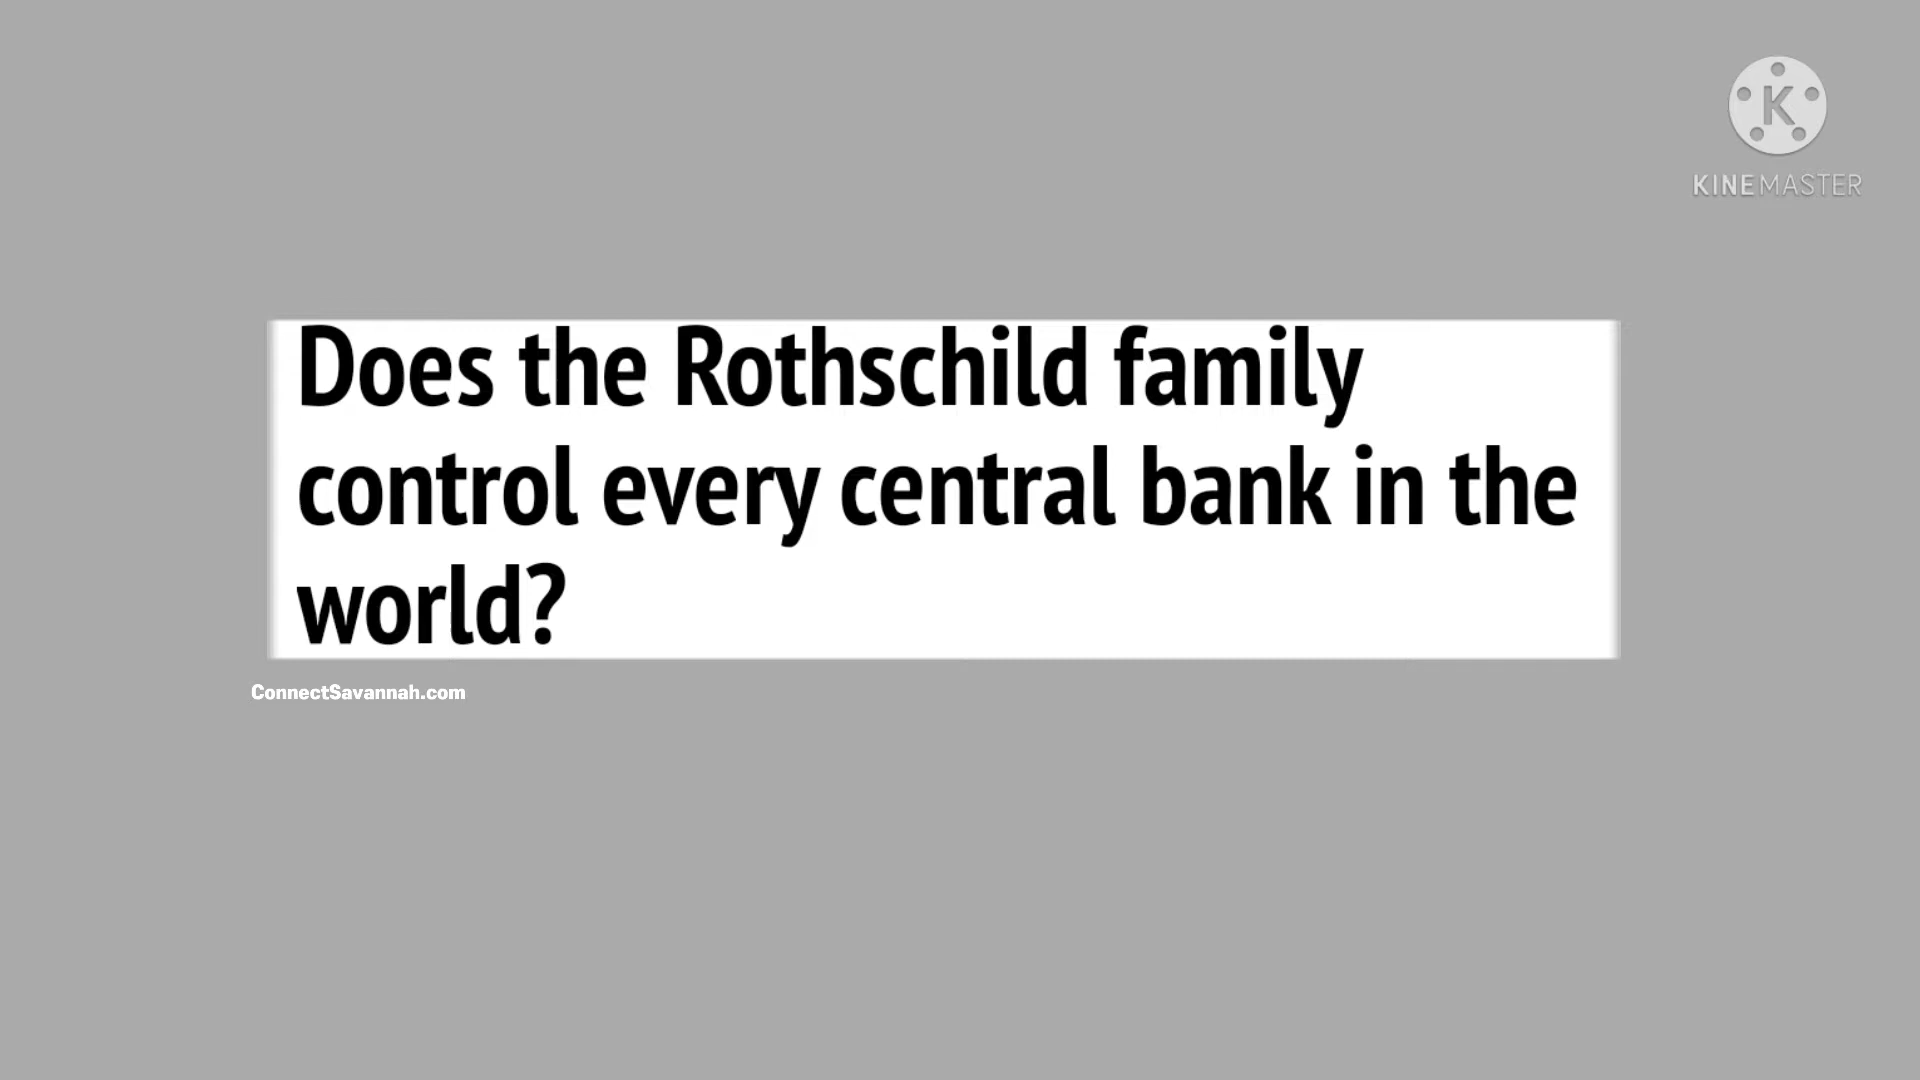 K
KINEMASTER
Does the Rothschild family
control every central bank in the
world?
ConnectSavannah.com